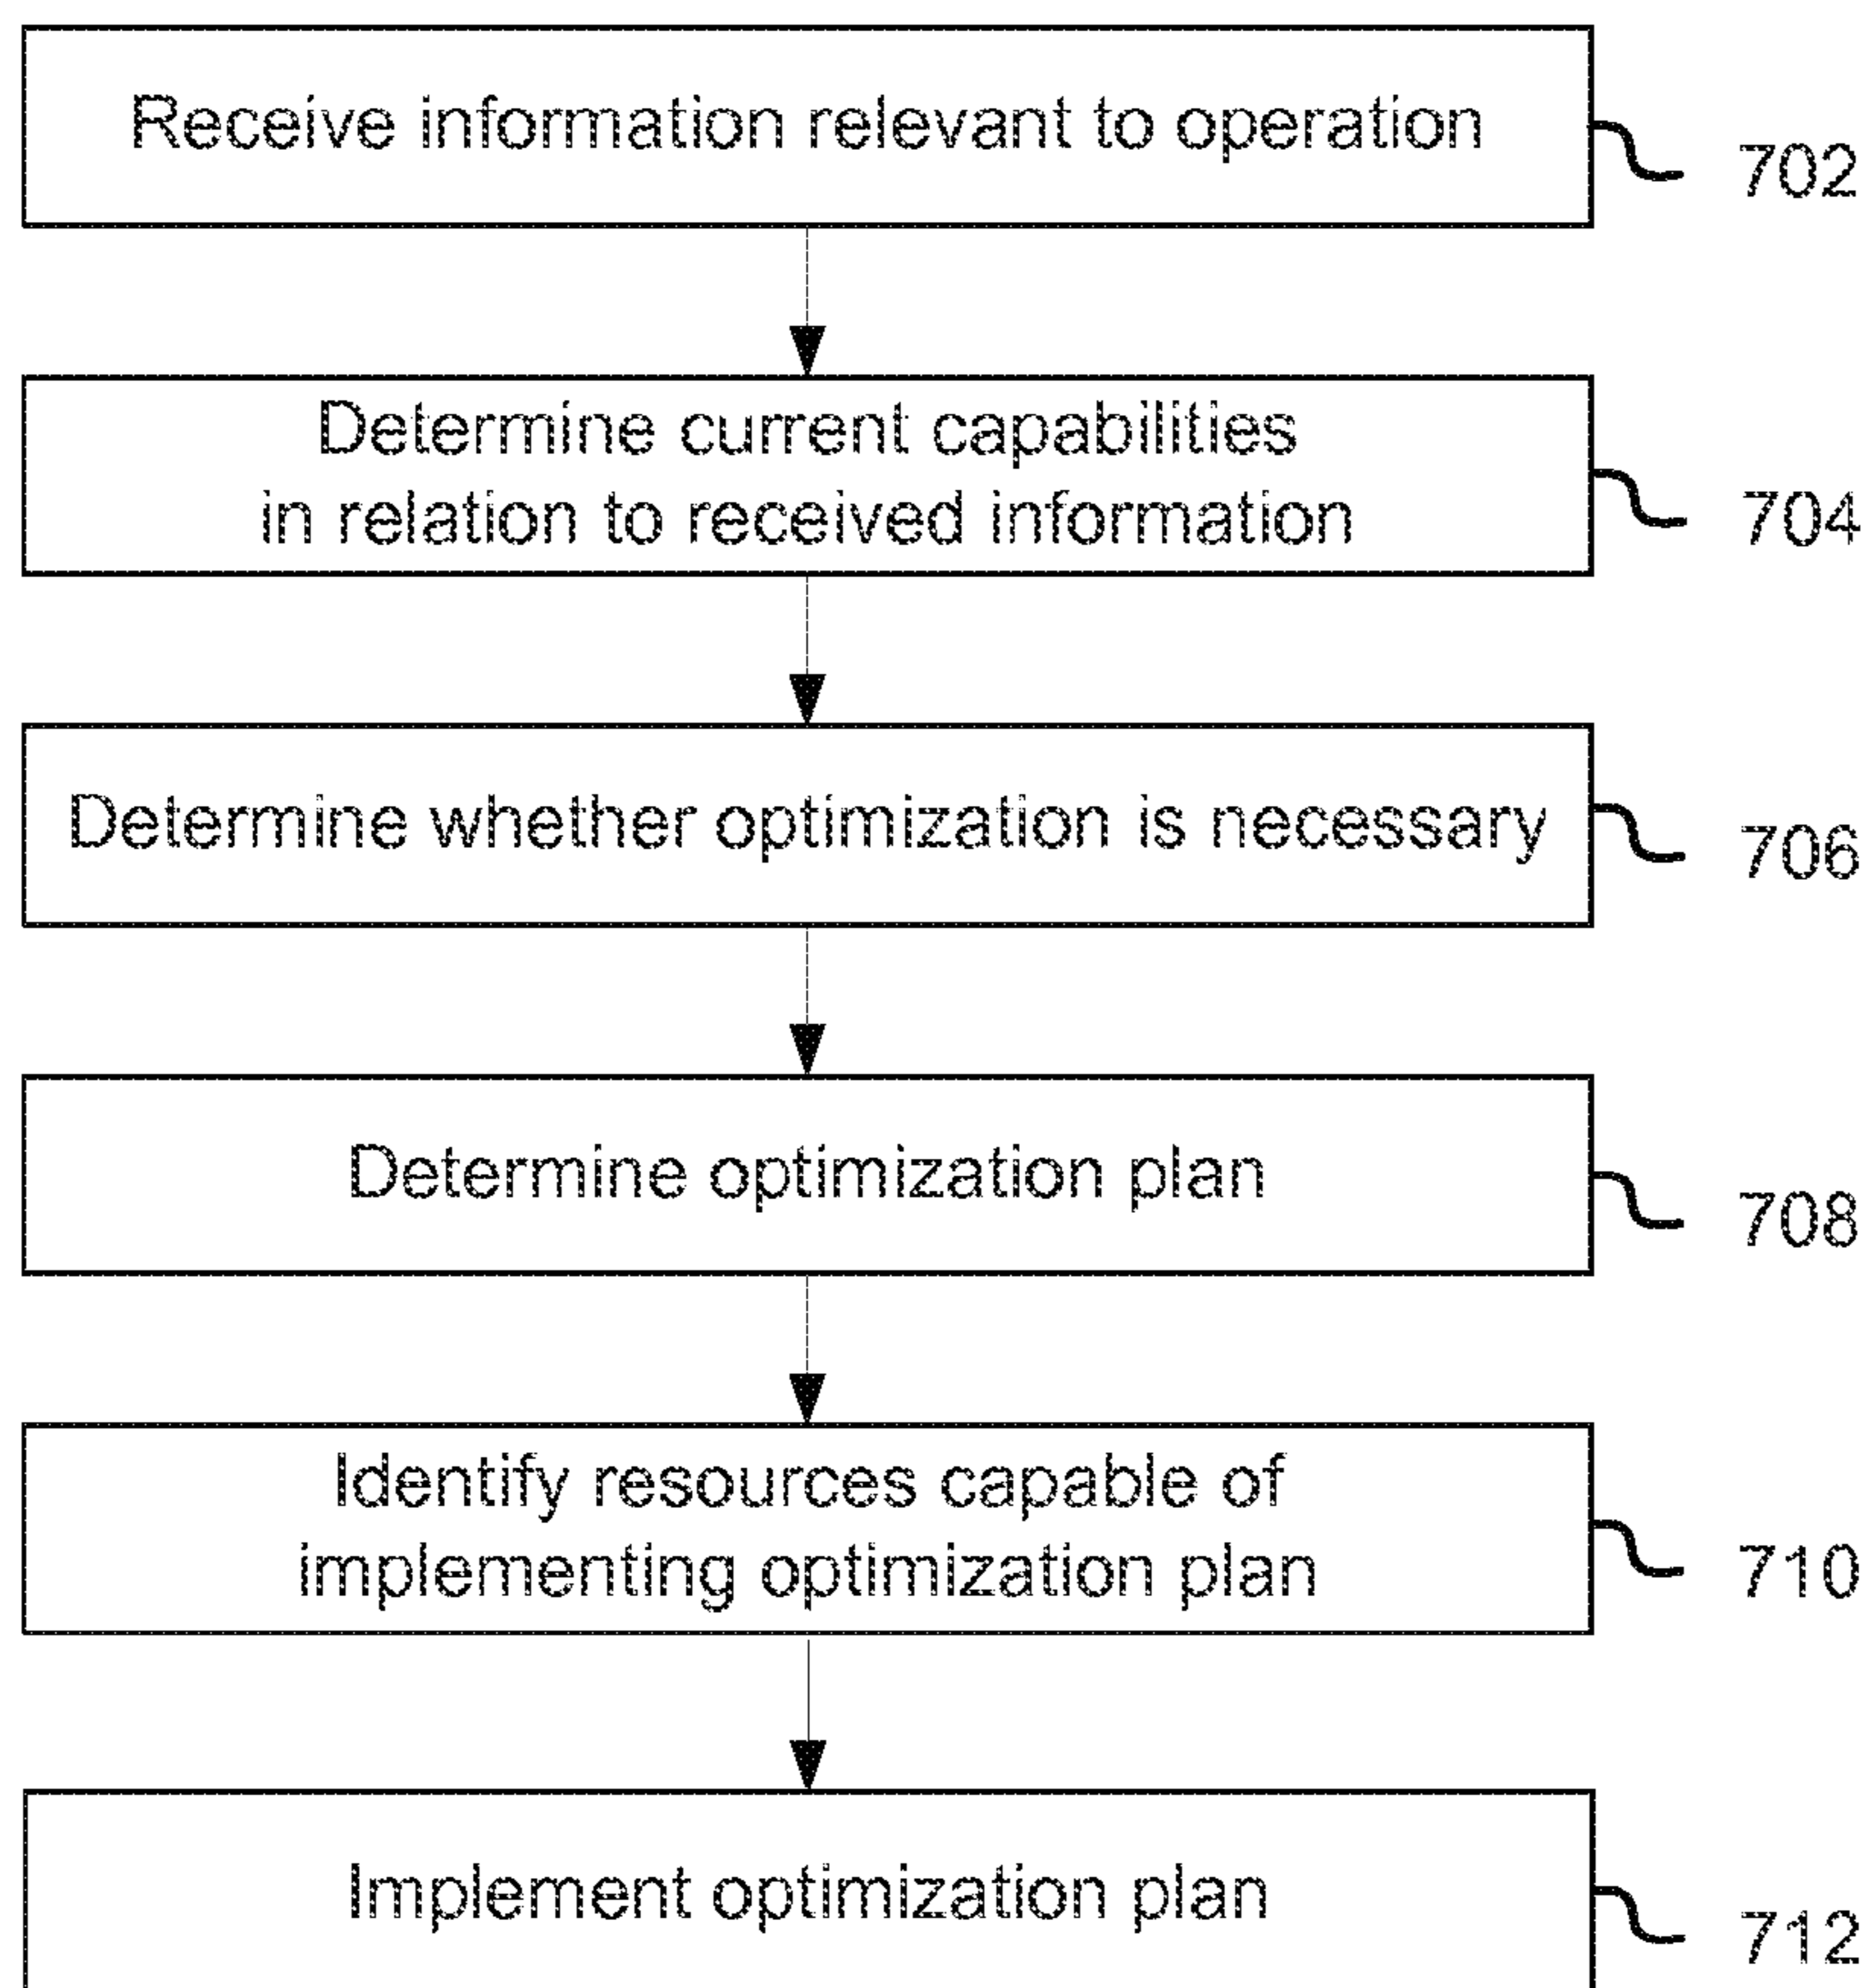 Receive information relevant to operation
702
Determine current capabilities
in relation to received information
704
Determine whether optimization is necessary
706
Determine optimization plan
708
Identify resources capable of
implementing optimization plan
710
Implement optimization plan
712